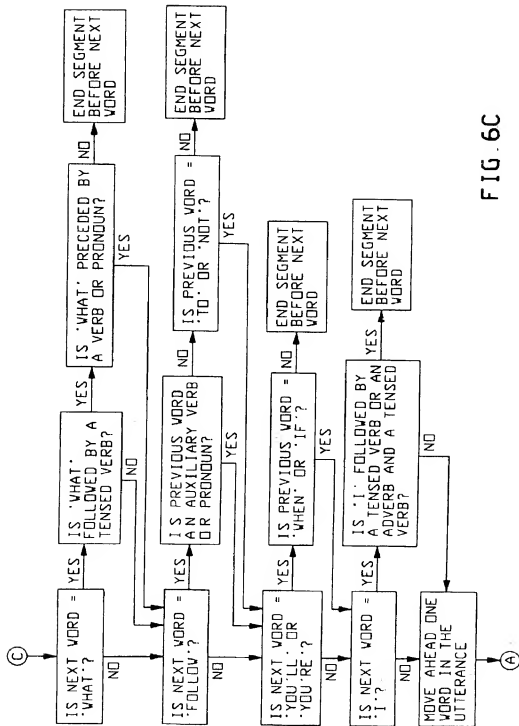 C
IS NEXT WORD =
'WHAT'?
YES
NO
IS 'WHAT'
FOLLOWED BY A
TENSED VERB?
YES
NO
IS 'WHAT' PRECEDED BY
A VERB OR PRONOUN?
NO
YES
END SEGMENT
BEFORE NEXT
WORD
IS NEXT WORD =
'FOLLOW'?
YES
NO
IS PREVIOUS WORD
AN AUXILIARY VERB
OR PRONOUN?
NO
YES
IS PREVIOUS WORD =
'TO' OR 'NOT'?
NO
YES
END SEGMENT
BEFORE NEXT
WORD
IS NEXT WORD =
'YOU'LL' OR
'YOU'RE'?
YES
NO
IS PREVIOUS WORD =
'WHEN' OR 'IF'?
NO
YES
END SEGMENT
BEFORE NEXT
WORD
IS NEXT WORD =
'I'?
YES
NO
IS 'I' FOLLOWED BY
A TENSED VERB OR AN
ADVERB AND A TENSED
VERB?
YES
NO
END SEGMENT
BEFORE NEXT
WORD
MOVE AHEAD ONE
WORD IN THE
UTTERANCE
A
FIG. 6C